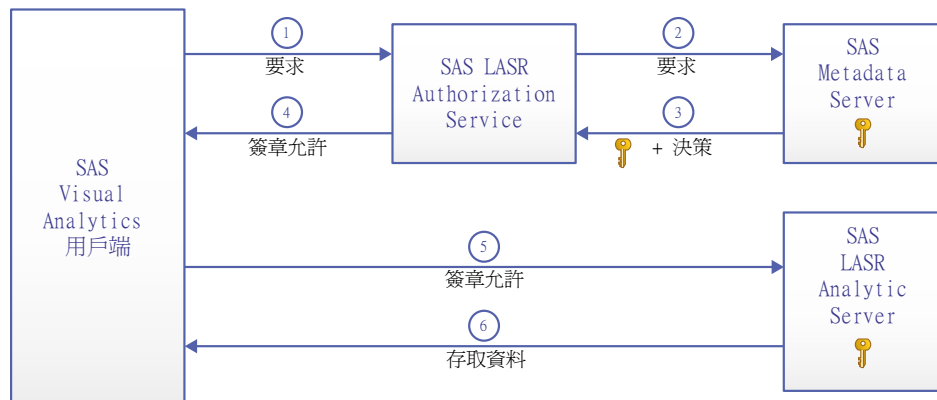 SAS
Visual
Analytics
用戶端
1
要求
4
簽章允許
SAS LASR
Authorization
Service
2
要求
3
+ 決策
SAS
Metadata
Server
5
簽章允許
6
存取資料
SAS
LASR
Analytic
Server